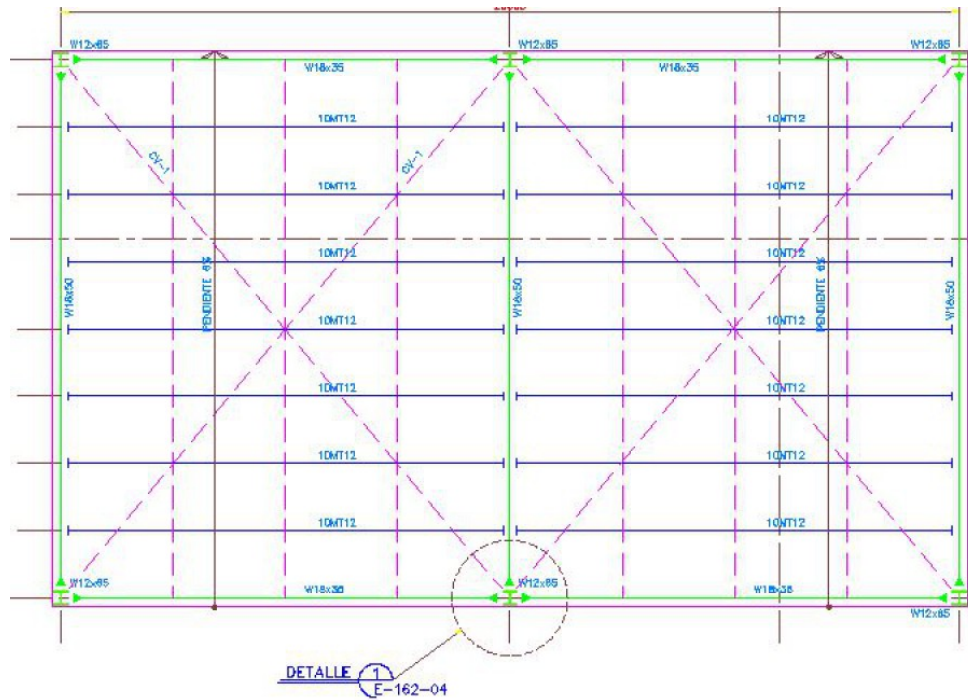 W12x65 W12x65 W12x65
W18x35 W18x35
10MT12 10MT12
CV-1 CV-1
10MT12 10MT12
10MT12 10MT12
W18x50 PENDIENTE 6% W18x50 PENDIENTE 6% W18x50
10MT12 10MT12
10MT12 10MT12
10MT12 10MT12
10MT12 10MT12
W12x65 W12x65
W18x35 W18x35
W12x65
DETALLE 1
E-162-04